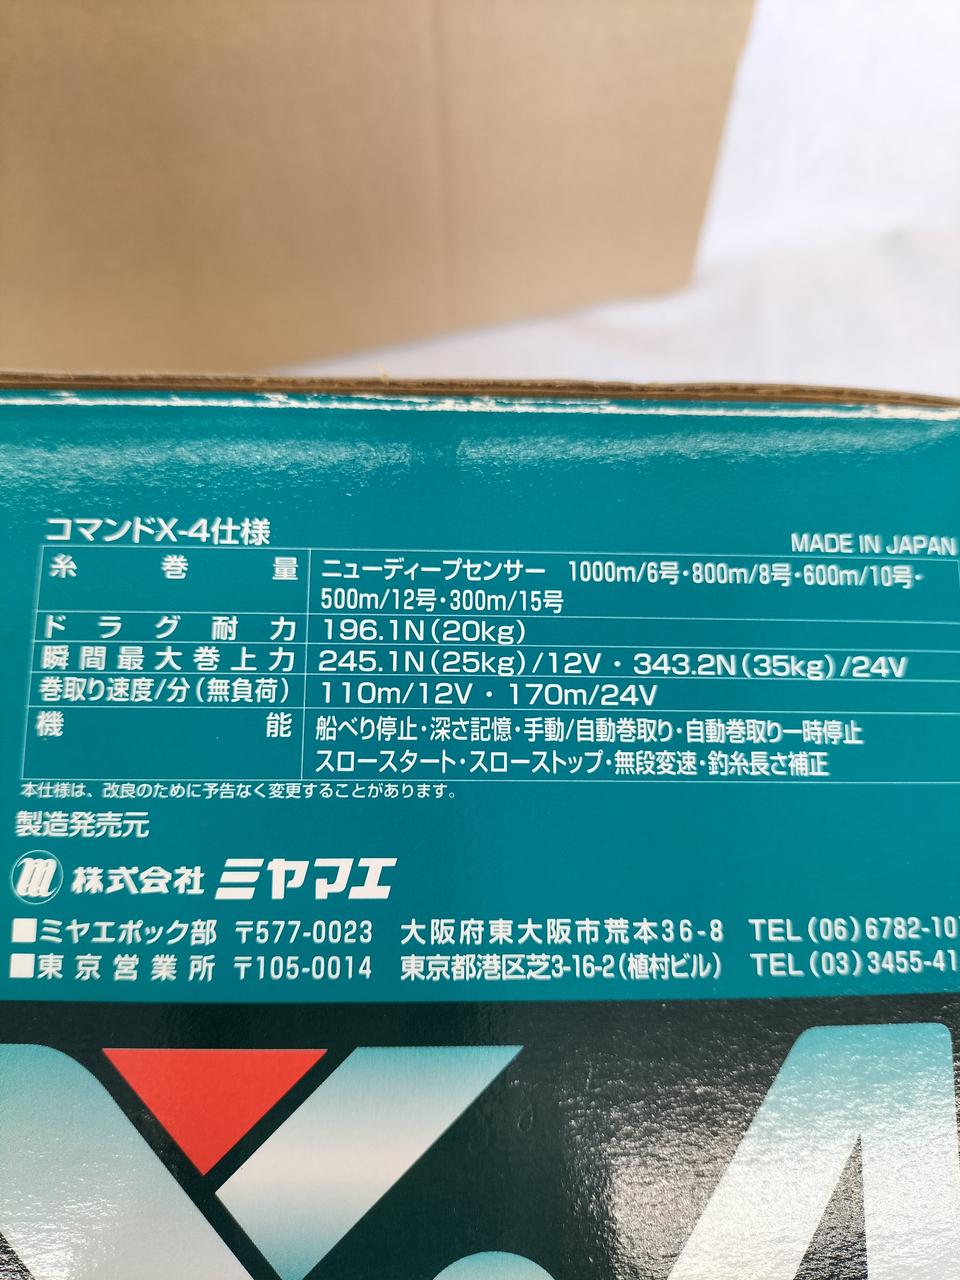 コマンドX-4仕様
MADE IN JAPAN
糸巻量 ニューディープセンサー 1000m/6号・800m/8号・600m/10号・
500m/12号・300m/15号
ドラグ耐力 196.1N(20kg)
瞬間最大巻上力 245.1N(25kg)/12V・343.2N(35kg)/24V
巻取り速度/分(無負荷) 110m/12V・170m/24V
機能 船べり停止・深さ記憶・手動/自動巻取り・自動巻取り一時停止
スロースタート・スローストップ・無段変速・釣糸長さ補正
本仕様は、改良のために予告なく変更することがあります。
製造発売元
m 株式会社 ミヤマエ
■ミヤエポック部 〒577-0023 大阪府東大阪市荒本36-8 TEL(06)6782-10
■東京営業所 〒105-0014 東京都港区芝3-16-2(植村ビル) TEL(03)3455-41
X-4